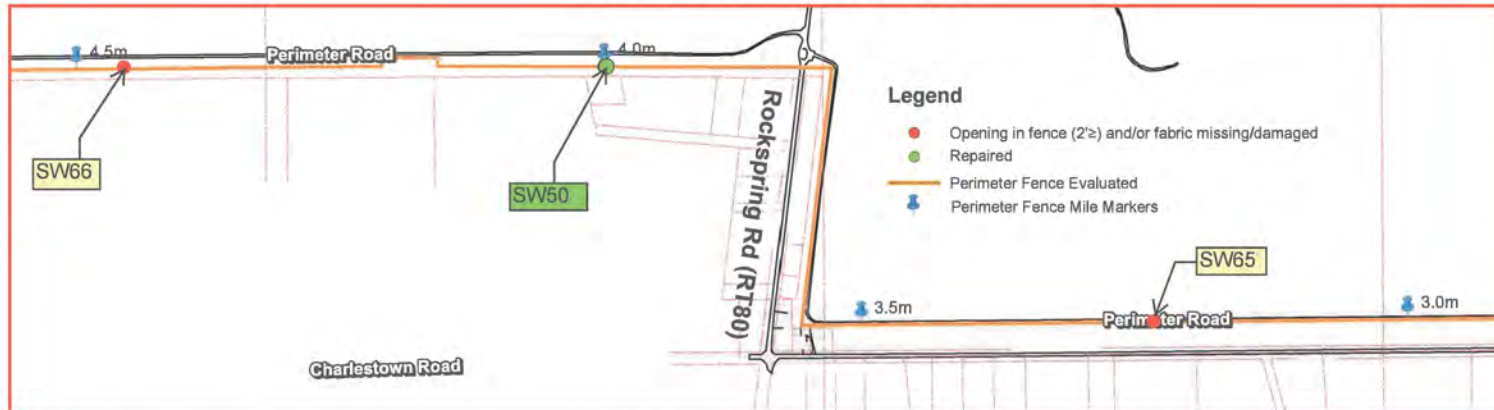 4.5m
Perimeter Road
4.0m
SW66
SW50
Rockspring Rd (RT80)
Legend
Opening in fence (2'≥) and/or fabric missing/damaged
Repaired
Perimeter Fence Evaluated
Perimeter Fence Mile Markers
SW65
3.5m
Perimeter Road
3.0m
Charlestown Road